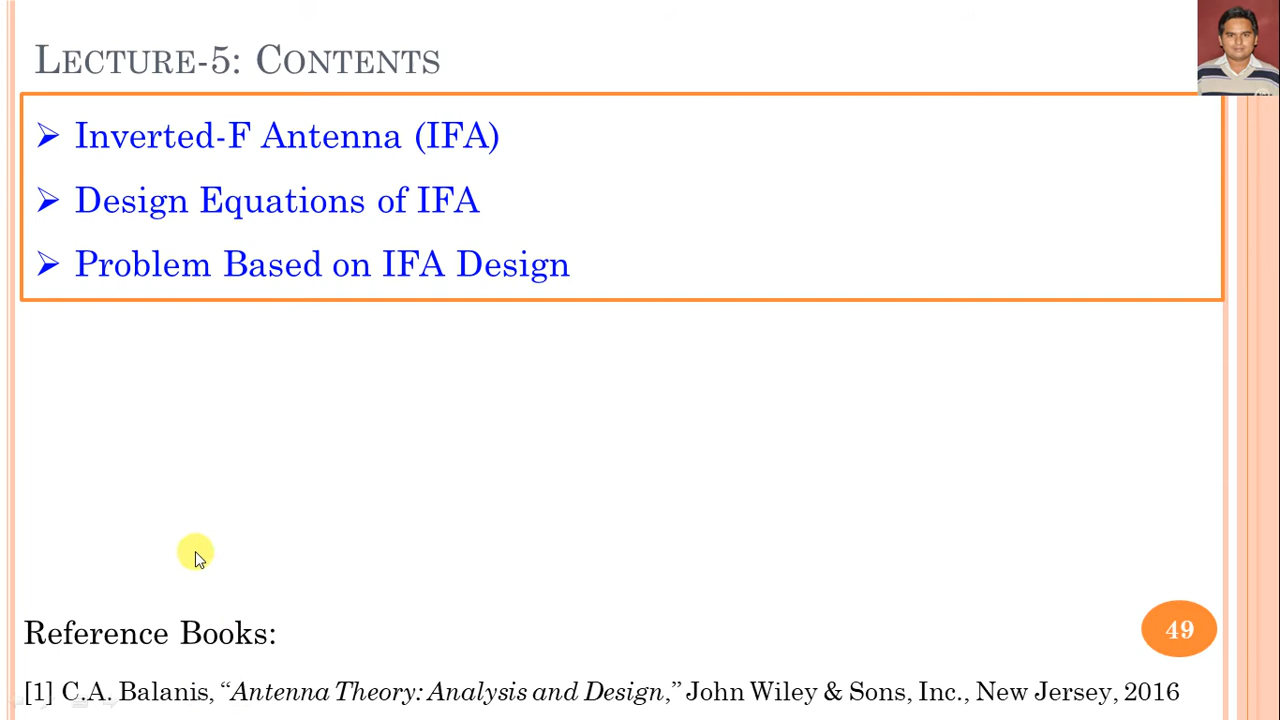 LECTURE-5: CONTENTS
➢ Inverted-F Antenna (IFA)
➢ Design Equations of IFA
➢ Problem Based on IFA Design
Reference Books:
49
[1] C.A. Balanis, “Antenna Theory: Analysis and Design,” John Wiley & Sons, Inc., New Jersey, 2016